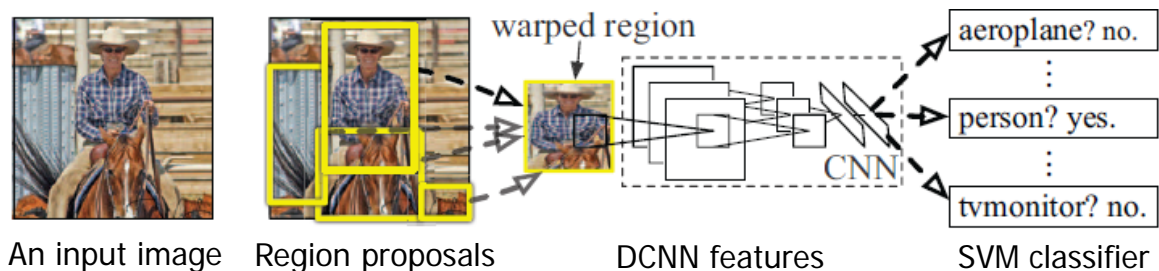 warped region
aeroplane? no.
person? yes.
CNN
tvmonitor? no.
An input image
Region proposals
DCNN features
SVM classifier